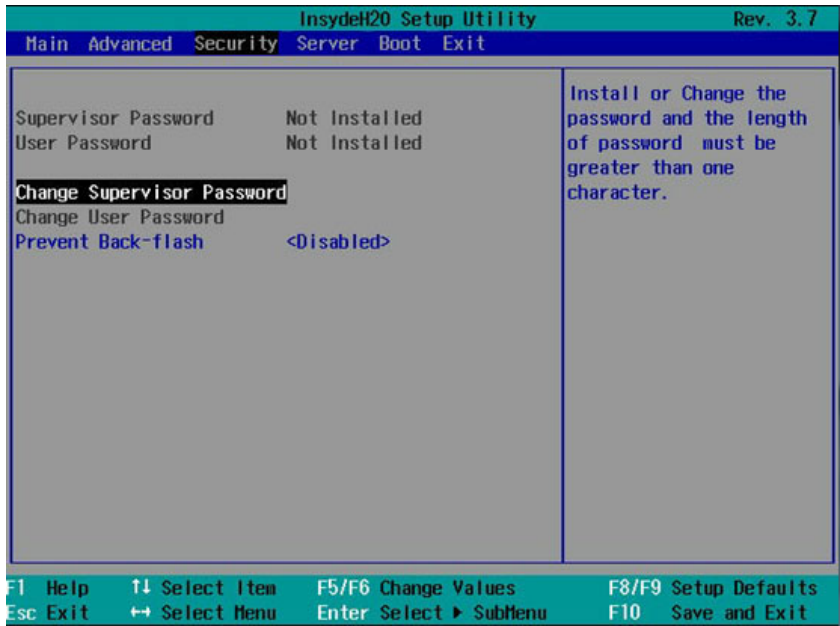 InsydeH20 Setup Utility Rev. 3.7
Main Advanced Security Server Boot Exit
Supervisor Password Not Installed
User Password Not Installed
Change Supervisor Password
Change User Password
Prevent Back-flash <Disabled>
Install or Change the
password and the length
of password must be
greater than one
character.
F1 Help ↑↓ Select Item F5/F6 Change Values F8/F9 Setup Defaults
Esc Exit ↔ Select Menu Enter Select ▶ SubMenu F10 Save and Exit